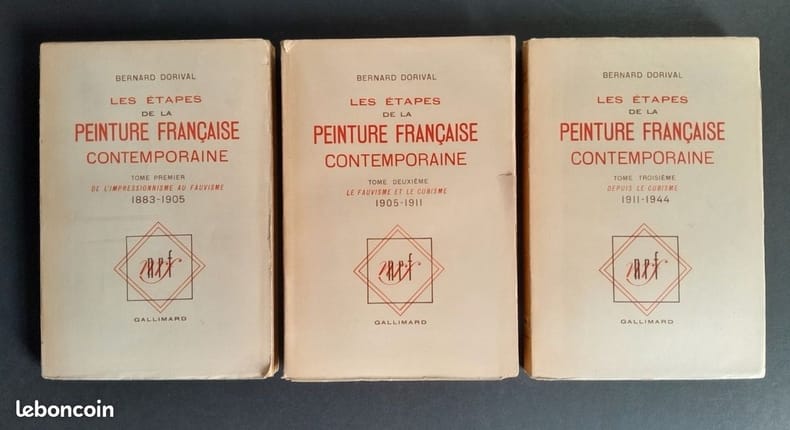 BERNARD DORIVAL
LES ÉTAPES
DE LA
PEINTURE FRANÇAISE
CONTEMPORAINE
TOME PREMIER
DE L'IMPRESSIONNISME AU FAUVISME
1883-1905
nrf
GALLIMARD
BERNARD DORIVAL
LES ÉTAPES
DE LA
PEINTURE FRANÇAISE
CONTEMPORAINE
TOME DEUXIÈME
LE FAUVISME ET LE CUBISME
1905-1911
nrf
GALLIMARD
BERNARD DORIVAL
LES ÉTAPES
DE LA
PEINTURE FRANÇAISE
CONTEMPORAINE
TOME TROISIÈME
DEPUIS LE CUBISME
1911-1944
nrf
GALLIMARD
leboncoin